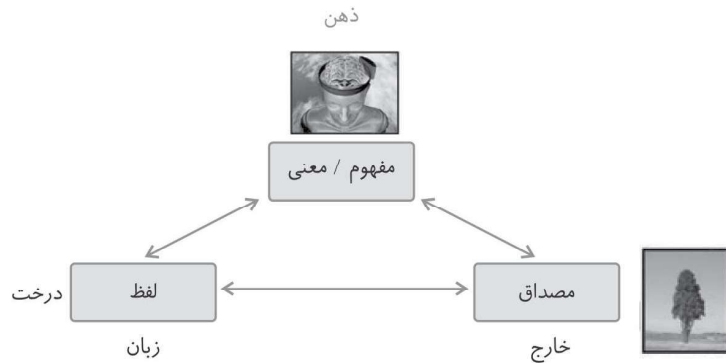 ذهن
مفهوم / معنی
مصداق
لفظ
درخت
خارج
زبان